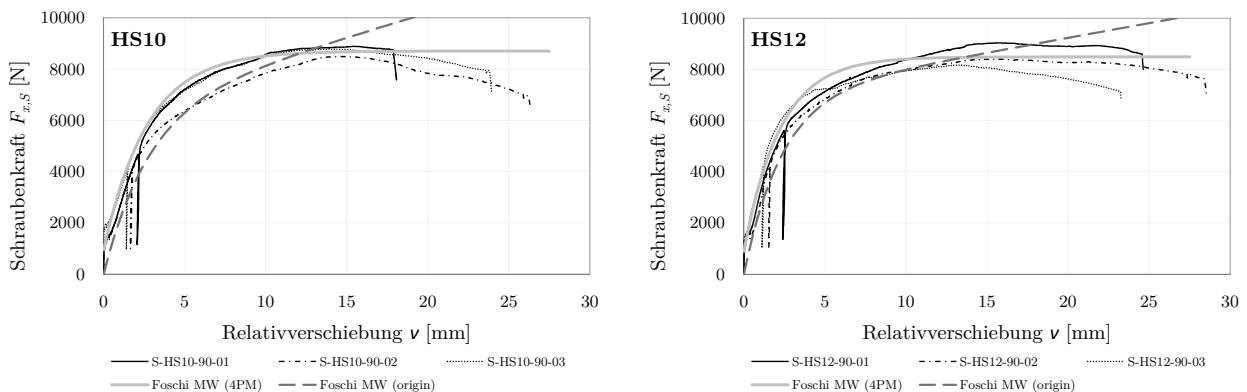 HS10
Schraubenkraft F_{x,S} [N]
10000
8000
6000
4000
2000
0
0 5 10 15 20 25 30
Relativverschiebung v [mm]
S-HS10-90-01 S-HS10-90-02 S-HS10-90-03
Foschi MW (4PM) Foschi MW (origin)
HS12
Schraubenkraft F_{x,S} [N]
10000
8000
6000
4000
2000
0
0 5 10 15 20 25 30
Relativverschiebung v [mm]
S-HS12-90-01 S-HS12-90-02 S-HS12-90-03
Foschi MW (4PM) Foschi MW (origin)